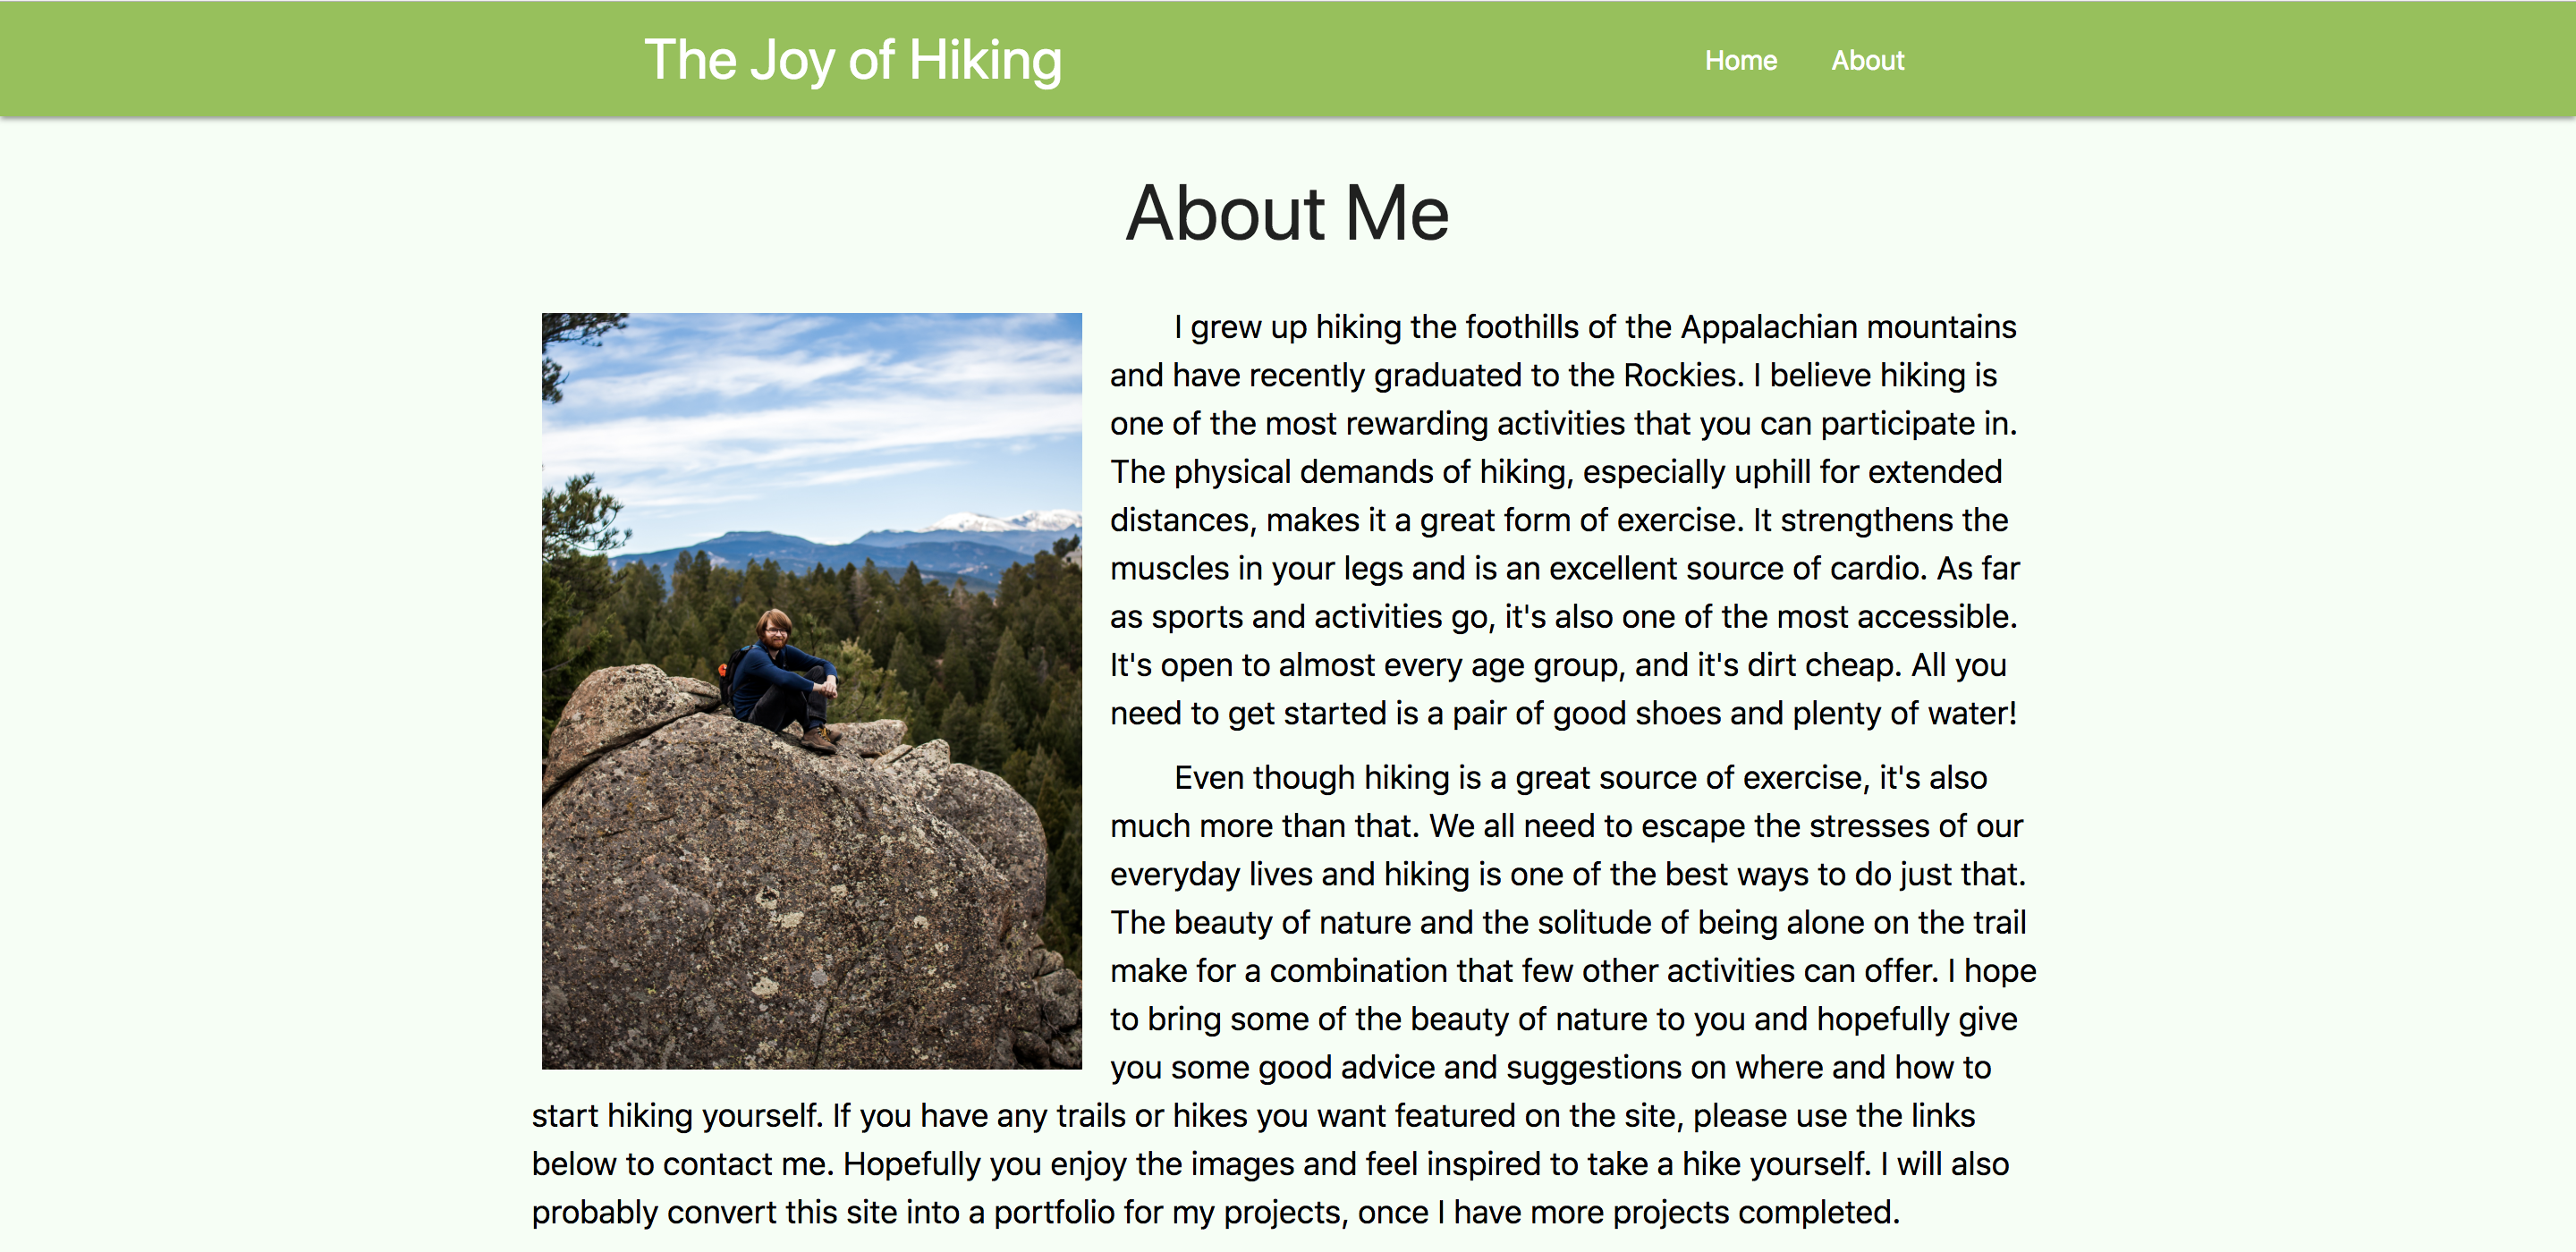 The Joy of Hiking
Home About
About Me
I grew up hiking the foothills of the Appalachian mountains
and have recently graduated to the Rockies. I believe hiking is
one of the most rewarding activities that you can participate in.
The physical demands of hiking, especially uphill for extended
distances, makes it a great form of exercise. It strengthens the
muscles in your legs and is an excellent source of cardio. As far
as sports and activities go, it's also one of the most accessible.
It's open to almost every age group, and it's dirt cheap. All you
need to get started is a pair of good shoes and plenty of water!
Even though hiking is a great source of exercise, it's also
much more than that. We all need to escape the stresses of our
everyday lives and hiking is one of the best ways to do just that.
The beauty of nature and the solitude of being alone on the trail
make for a combination that few other activities can offer. I hope
to bring some of the beauty of nature to you and hopefully give
you some good advice and suggestions on where and how to
start hiking yourself. If you have any trails or hikes you want featured on the site, please use the links
below to contact me. Hopefully you enjoy the images and feel inspired to take a hike yourself. I will also
probably convert this site into a portfolio for my projects, once I have more projects completed.